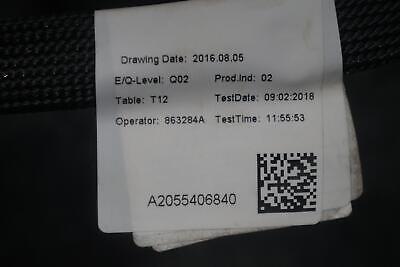 Drawing Date: 2016.08.05
E/Q-Level: Q02 Prod.Ind: 02
Table: T12 TestDate: 09:02:2018
Operator: 863284A TestTime: 11:55:53
A2055406840